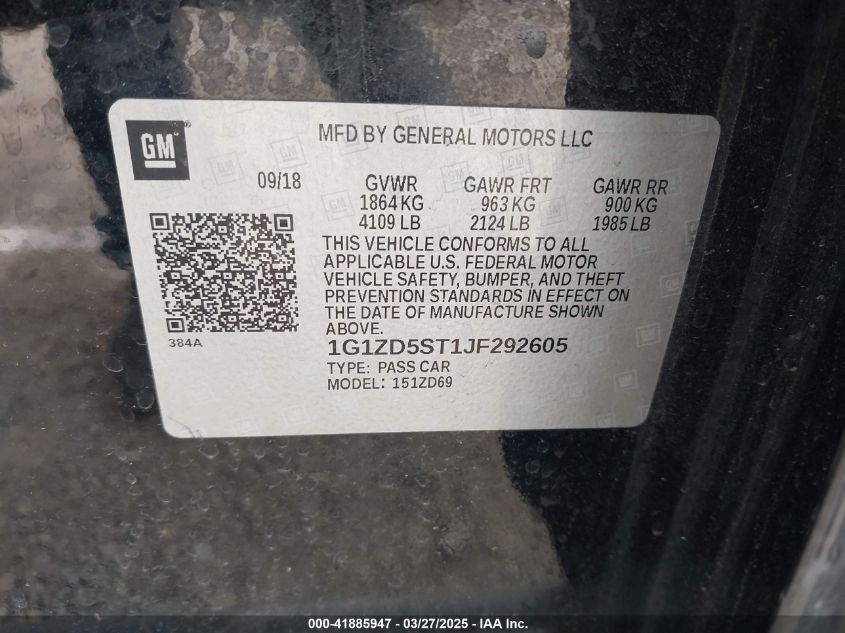 GM
MFD BY GENERAL MOTORS LLC
09/18
GVWR GAWR FRT GAWR RR
1864 KG 963 KG 900 KG
4109 LB 2124 LB 1985 LB
THIS VEHICLE CONFORMS TO ALL
APPLICABLE U.S. FEDERAL MOTOR
VEHICLE SAFETY, BUMPER, AND THEFT
PREVENTION STANDARDS IN EFFECT ON
THE DATE OF MANUFACTURE SHOWN
ABOVE.
384A
1G1ZD5ST1JF292605
TYPE: PASS CAR
MODEL: 151ZD69
000-41885947 - 03/27/2025 - IAA Inc.